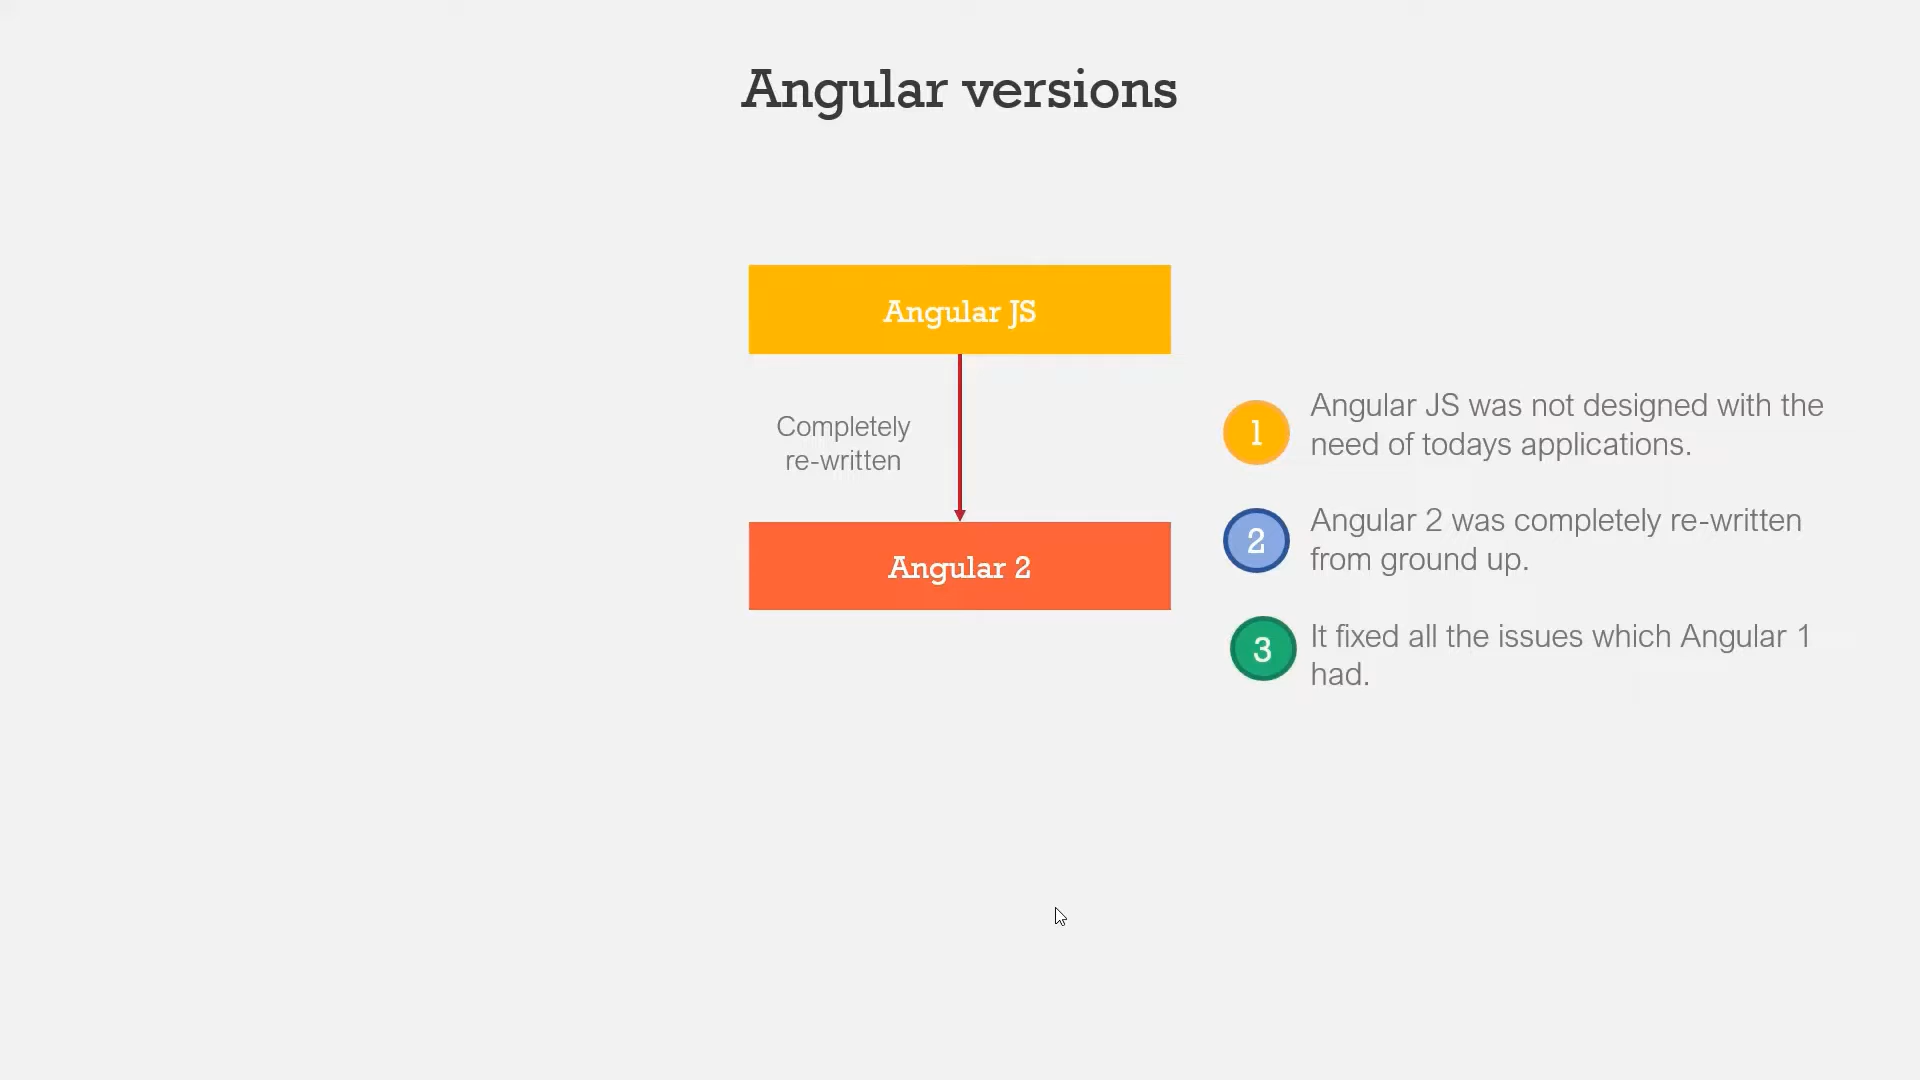 Angular versions
Angular JS
Completely
re-written
Angular 2
1
Angular JS was not designed with the
need of todays applications.
2
Angular 2 was completely re-written
from ground up.
3
It fixed all the issues which Angular 1
had.